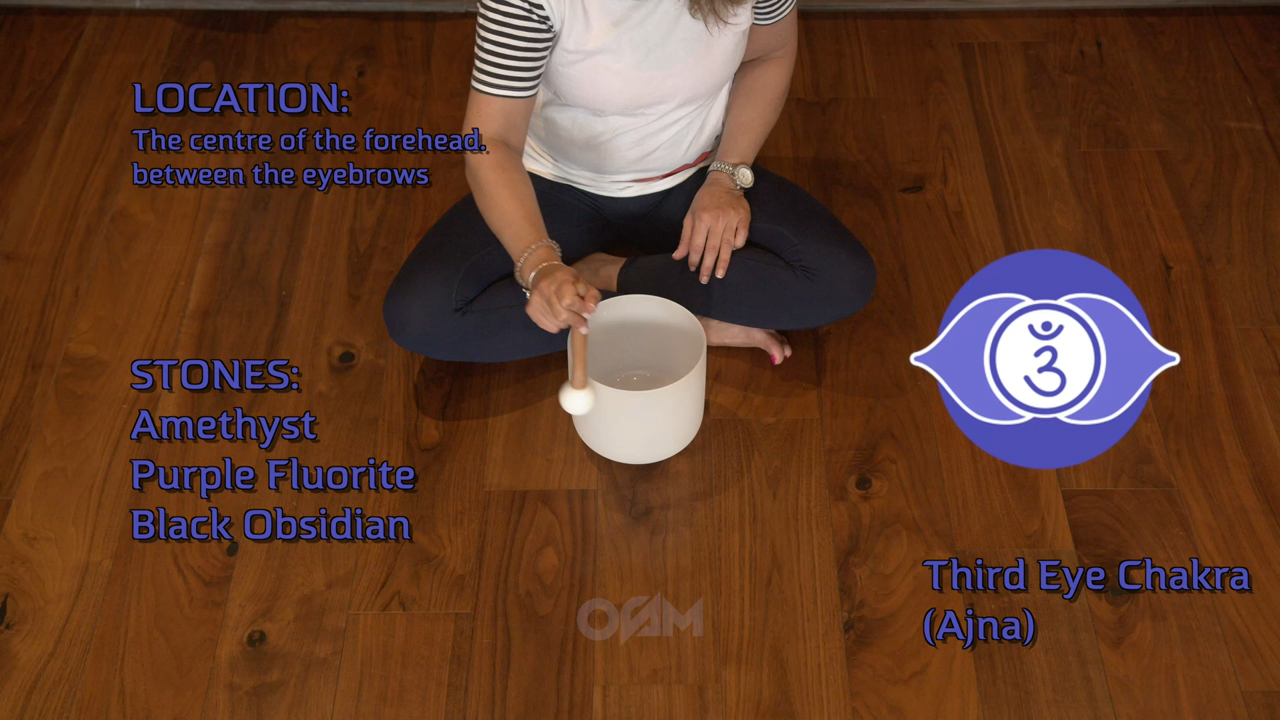 LOCATION:
The centre of the forehead.
between the eyebrows
STONES:
Amethyst
Purple Fluorite
Black Obsidian
Third Eye Chakra
(Ajna)